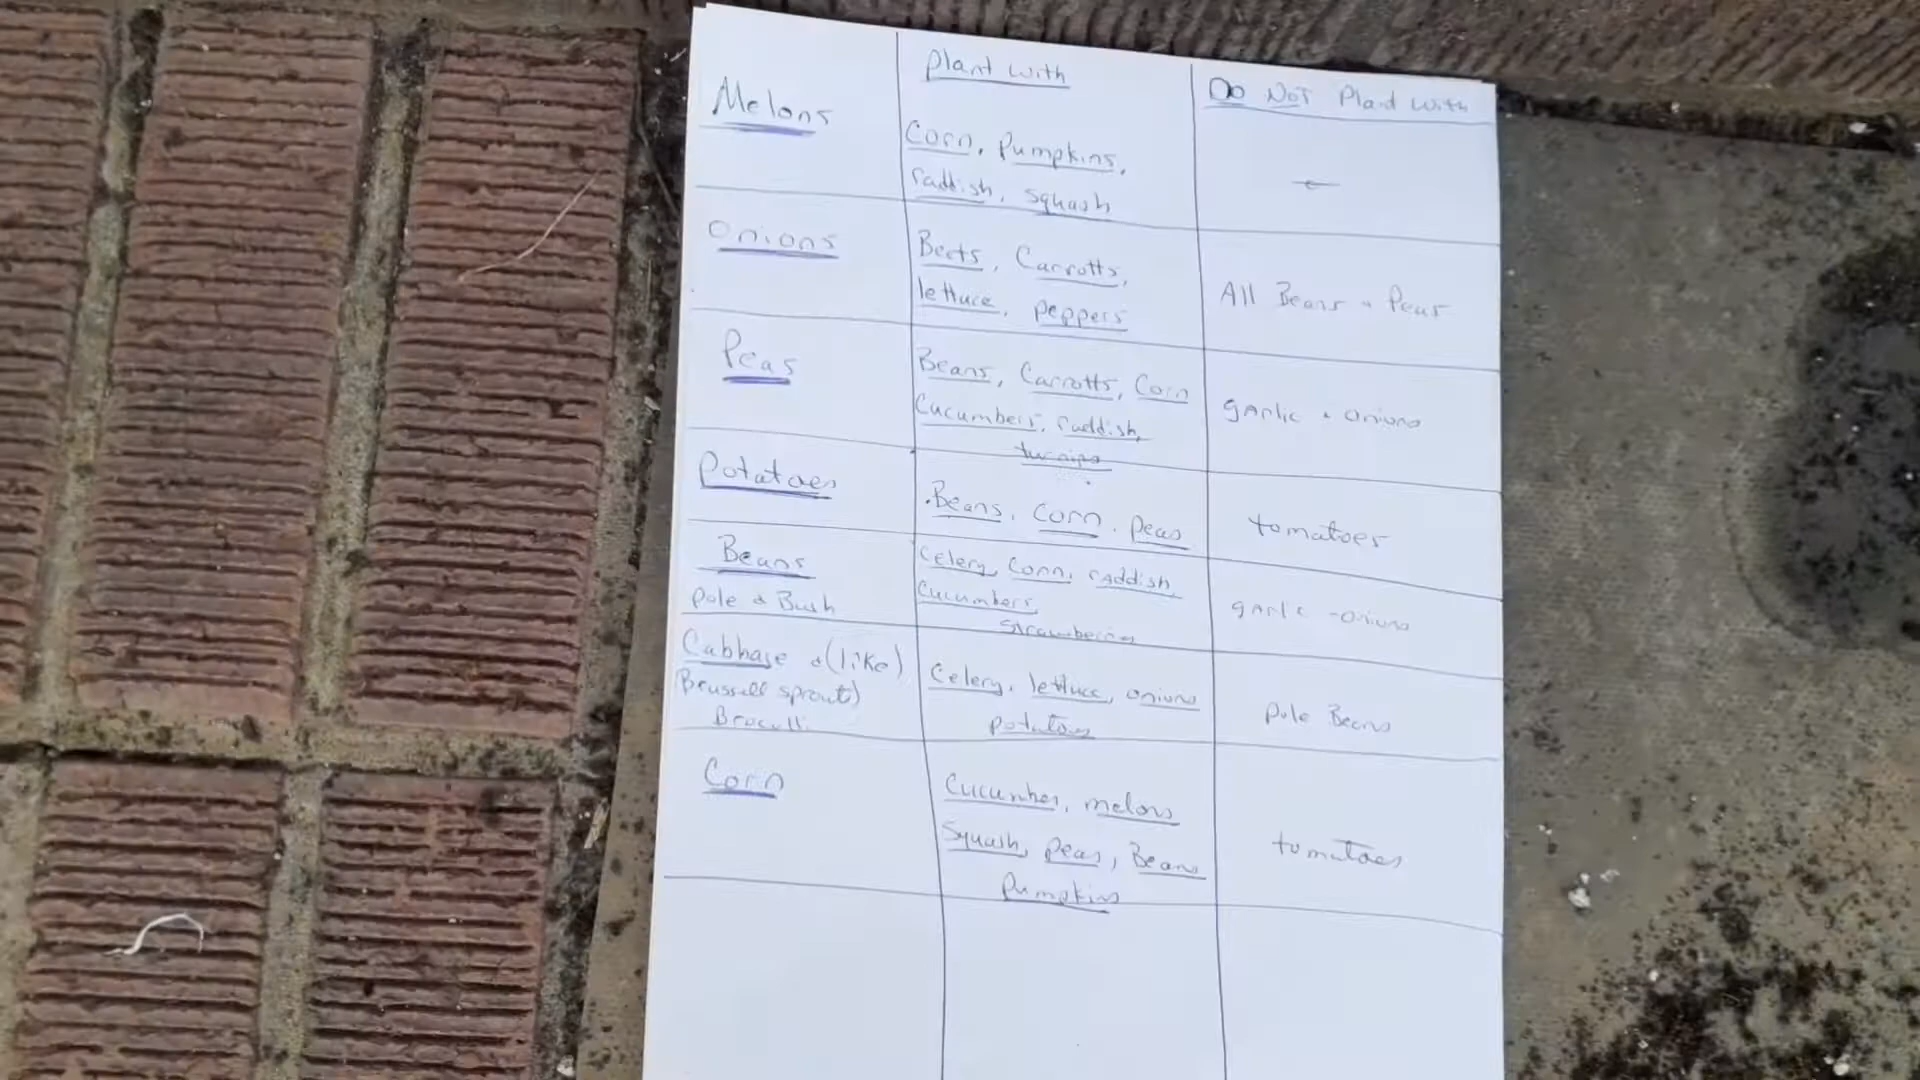 Plant with
Do NOT Plant with
Melons
Corn, Pumpkins,
raddish, squash
Onions
Beets, Carrotts,
lettuce, peppers
All Beans + Peas
Peas
Beans, Carrotts, Corn
Cucumbers, raddish,
turnips
garlic + onions
Potatoes
Beans, Corn, peas
tomatoes
Beans
pole & Bush
Celery, Corn, raddish,
Cucumbers,
strawberries
garlic - onions
Cabbage & (like)
Brussell sprouts)
Broculli
Celery, lettuce, onions
potatoes
pole Beans
Corn
Cucumber, melons
Squash, peas, Beans
Pumpkins
tomatoes